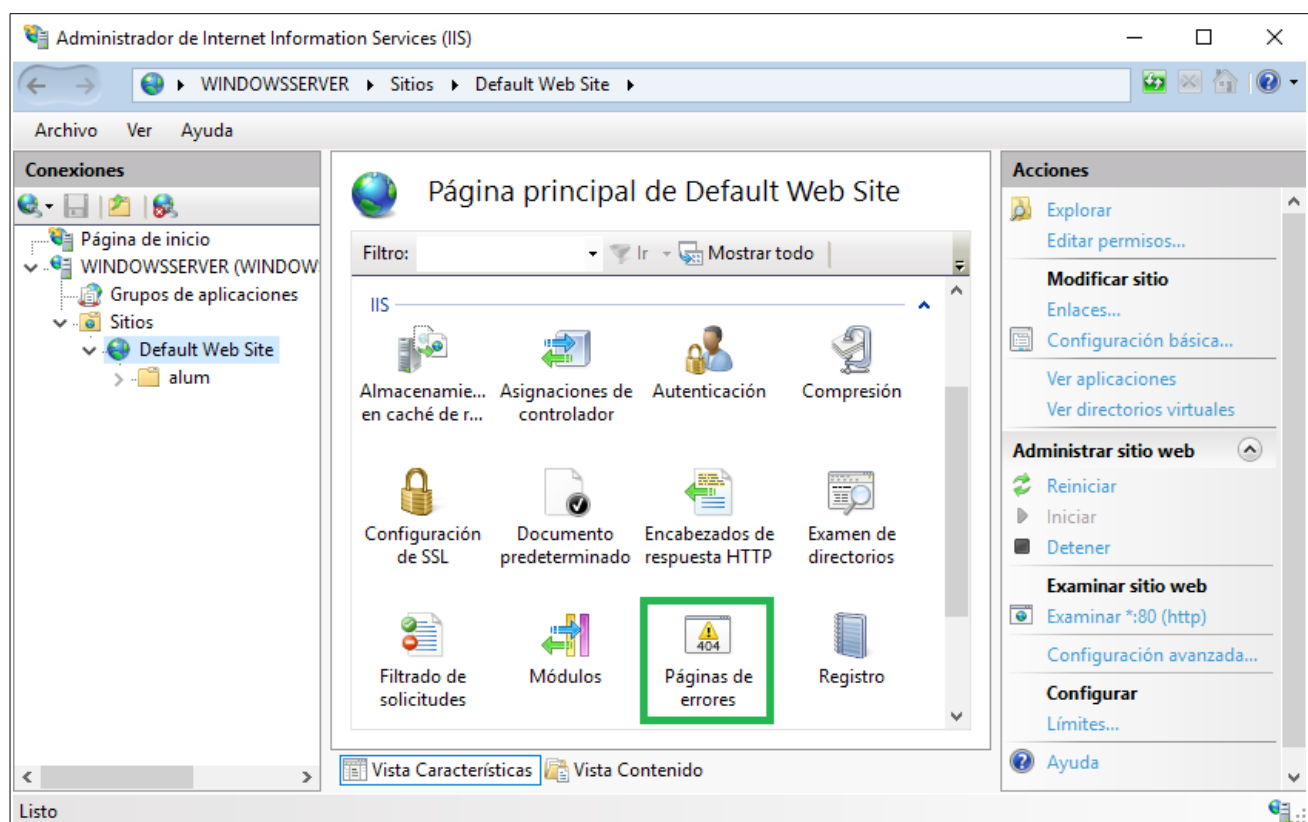 Administrador de Internet Information Services (IIS)
WINDOWSSERVER
Sitios
Default Web Site
Archivo Ver Ayuda
Conexiones
Página de inicio
WINDOWSSERVER (WINDOW
Grupos de aplicaciones
Sitios
Default Web Site
alum
Página principal de Default Web Site
Filtro:
Ir
Mostrar todo
IIS
Almacenamie...
en caché de r...
Asignaciones de
controlador
Autenticación
Compresión
Configuración
de SSL
Documento
predeterminado
Encabezados de
respuesta HTTP
Examen de
directorios
Filtrado de
solicitudes
Módulos
404
Páginas de
errores
Registro
Vista Características
Vista Contenido
Acciones
Explorar
Editar permisos...
Modificar sitio
Enlaces...
Configuración básica...
Ver aplicaciones
Ver directorios virtuales
Administrar sitio web
Reiniciar
Iniciar
Detener
Examinar sitio web
Examinar *:80 (http)
Configuración avanzada...
Configurar
Límites...
Ayuda
Listo